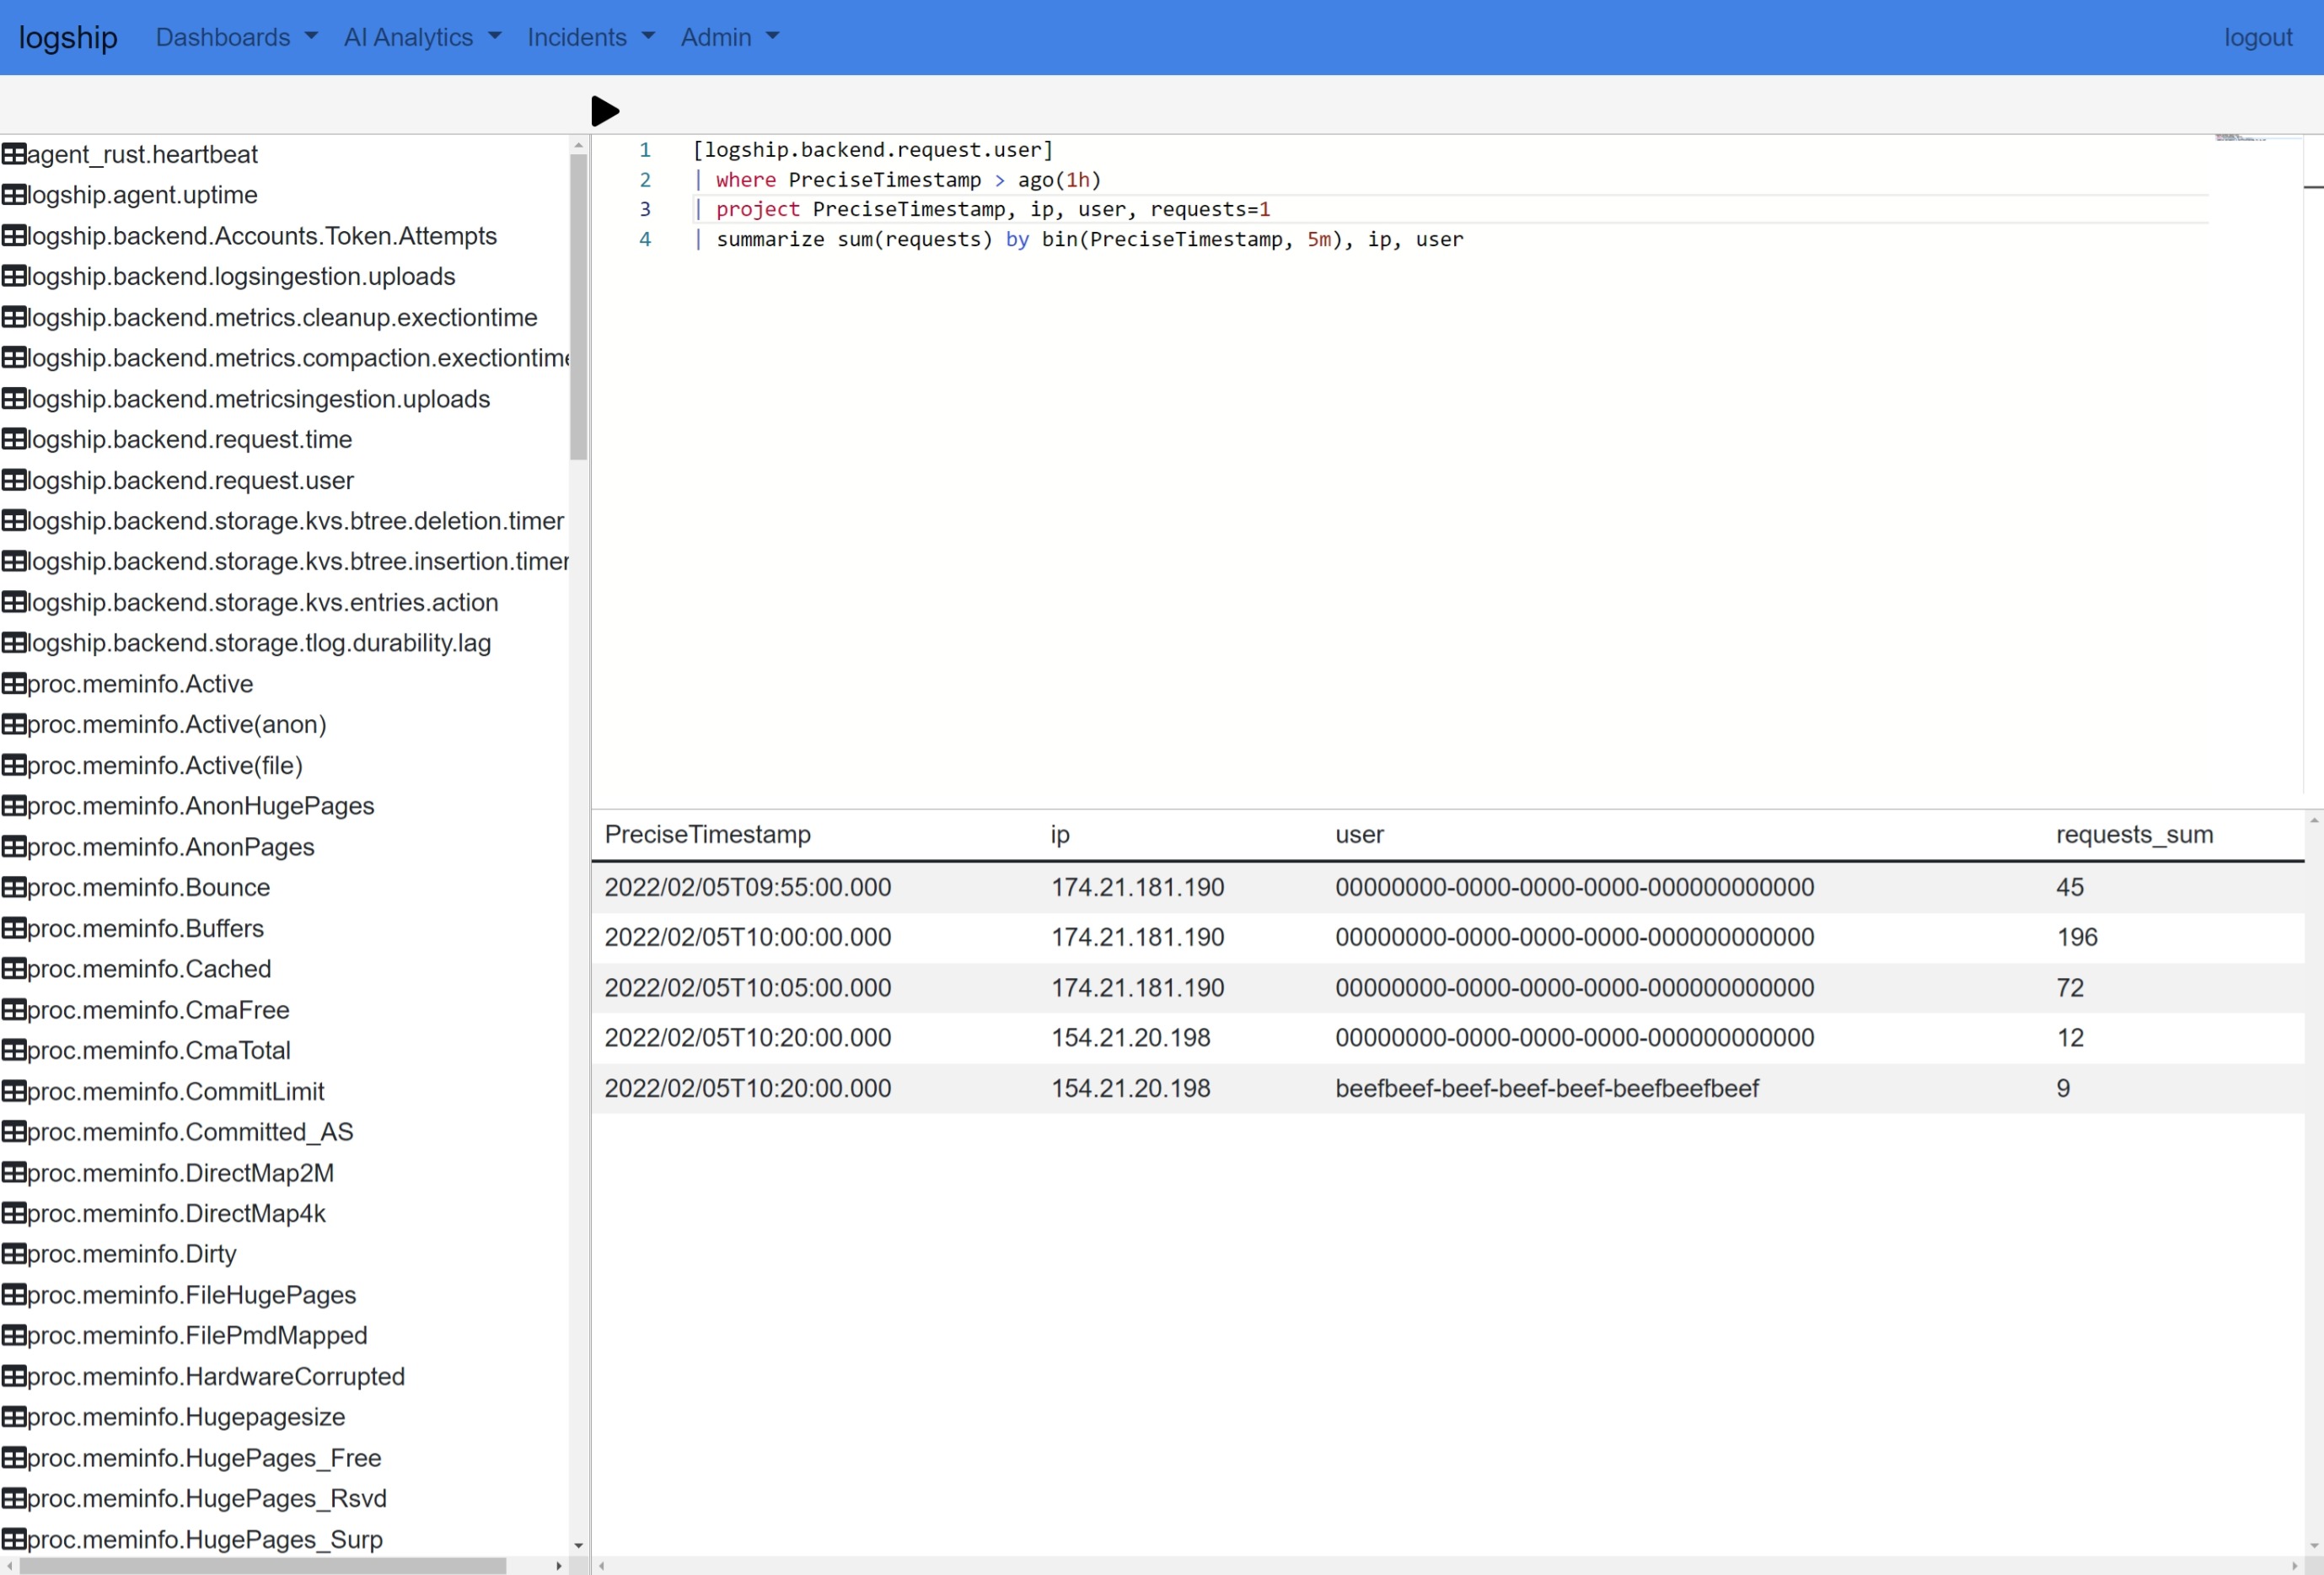 logship Dashboards AI Analytics Incidents Admin logout
agent_rust.heartbeat
logship.agent.uptime
logship.backend.Accounts.Token.Attempts
logship.backend.logsingestion.uploads
logship.backend.metrics.cleanup.exectiontime
logship.backend.metrics.compaction.exectiontime
logship.backend.metricsingestion.uploads
logship.backend.request.time
logship.backend.request.user
logship.backend.storage.kvs.btree.deletion.timer
logship.backend.storage.kvs.btree.insertion.timer
logship.backend.storage.kvs.entries.action
logship.backend.storage.tlog.durability.lag
proc.meminfo.Active
proc.meminfo.Active(anon)
proc.meminfo.Active(file)
proc.meminfo.AnonHugePages
proc.meminfo.AnonPages
proc.meminfo.Bounce
proc.meminfo.Buffers
proc.meminfo.Cached
proc.meminfo.CmaFree
proc.meminfo.CmaTotal
proc.meminfo.CommitLimit
proc.meminfo.Committed_AS
proc.meminfo.DirectMap2M
proc.meminfo.DirectMap4k
proc.meminfo.Dirty
proc.meminfo.FileHugePages
proc.meminfo.FilePmdMapped
proc.meminfo.HardwareCorrupted
proc.meminfo.Hugepagesize
proc.meminfo.HugePages_Free
proc.meminfo.HugePages_Rsvd
proc.meminfo.HugePages_Surp
1 [logship.backend.request.user]
2 | where PreciseTimestamp > ago(1h)
3 | project PreciseTimestamp, ip, user, requests=1
4 | summarize sum(requests) by bin(PreciseTimestamp, 5m), ip, user
PreciseTimestamp ip user requests_sum
2022/02/05T09:55:00.000 174.21.181.190 00000000-0000-0000-0000-000000000000 45
2022/02/05T10:00:00.000 174.21.181.190 00000000-0000-0000-0000-000000000000 196
2022/02/05T10:05:00.000 174.21.181.190 00000000-0000-0000-0000-000000000000 72
2022/02/05T10:20:00.000 154.21.20.198 00000000-0000-0000-0000-000000000000 12
2022/02/05T10:20:00.000 154.21.20.198 beefbeef-beef-beef-beef-beefbeefbeef 9